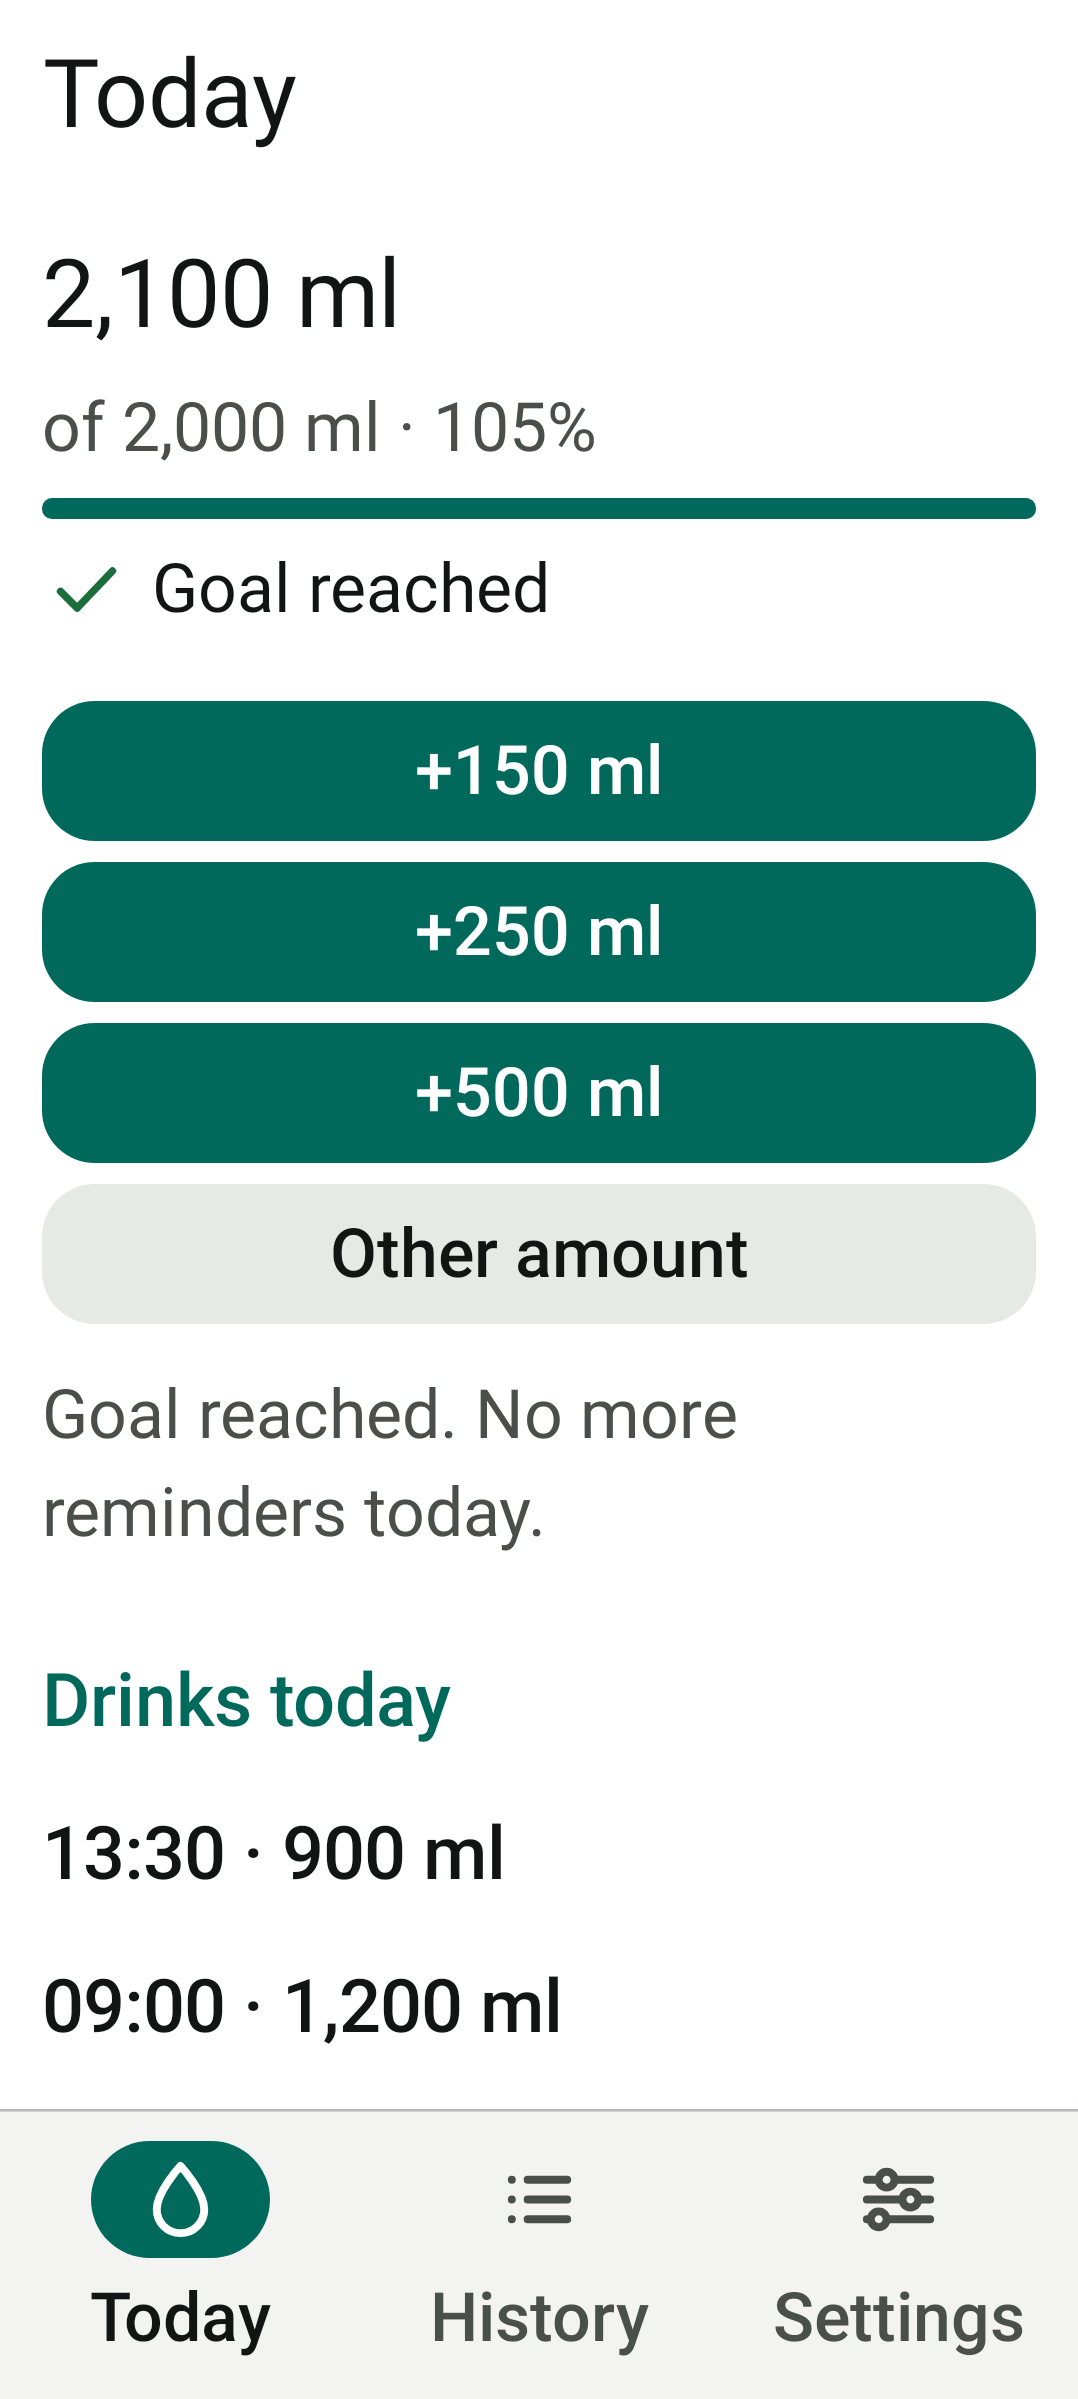 Today
2,100 ml
of 2,000 ml · 105%
Goal reached
+150 ml
+250 ml
+500 ml
Other amount
Goal reached. No more
reminders today.
Drinks today
13:30 · 900 ml
09:00 · 1,200 ml
Today
History
Settings